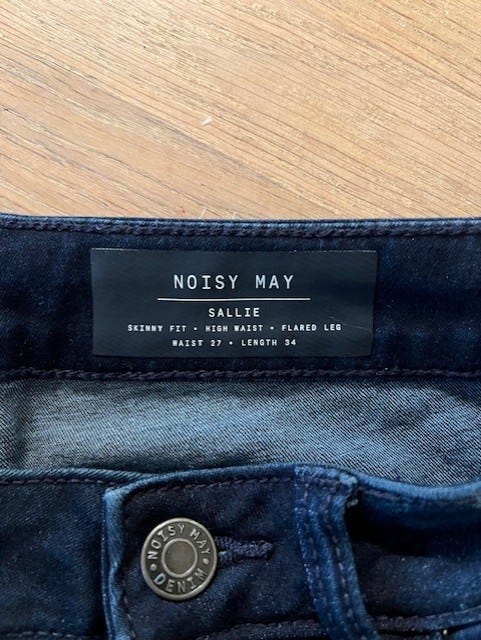 NOISY MAY
SALLIE
SKINNY FIT • HIGH WAIST • FLARED LEG
WAIST 27 • LENGTH 34
• NOISY MAY • DENIM